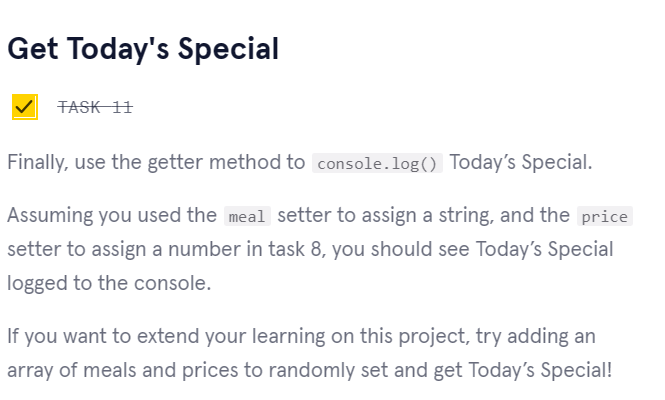 Get Today's Special
TASK 11
Finally, use the getter method to console.log() Today’s Special.
Assuming you used the meal setter to assign a string, and the price
setter to assign a number in task 8, you should see Today’s Special
logged to the console.
If you want to extend your learning on this project, try adding an
array of meals and prices to randomly set and get Today’s Special!